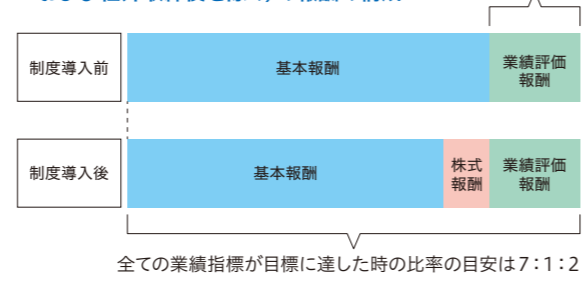 制度導入前
基本報酬
業績評価
報酬
制度導入後
基本報酬
株式
報酬
業績評価
報酬
全ての業績指標が目標に達した時の比率の目安は7:1:2